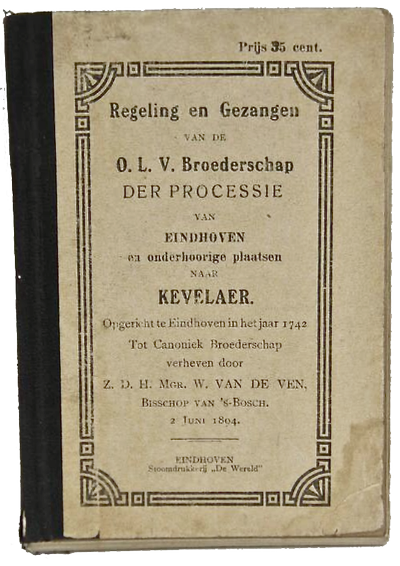 Prijs 35 cent.
Regeling en Gezangen
VAN DE
O. L. V. Broederschap
DER PROCESSIE
VAN
EINDHOVEN
en onderhoorige plaatsen
NAAR
KEVELAER.
Opgericht te Eindhoven in het jaar 1742
Tot Canoniek Broederschap
verheven door
Z. D. H. MGR. W. VAN DE VEN,
BISSCHOP VAN 'S-BOSCH.
2 JUNI 1894.
EINDHOVEN
Stoomdrukkerij „De Wereld"